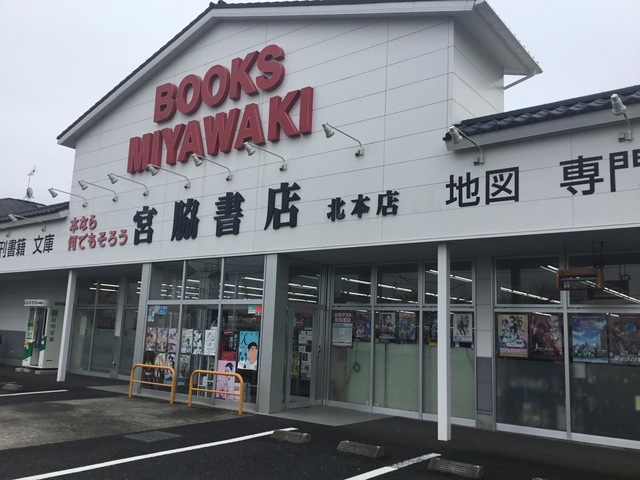 BOOKS
MIYAWAKI
本なら
何でもそろう
宮脇書店 北本店
刊書籍 文庫
地図 専門